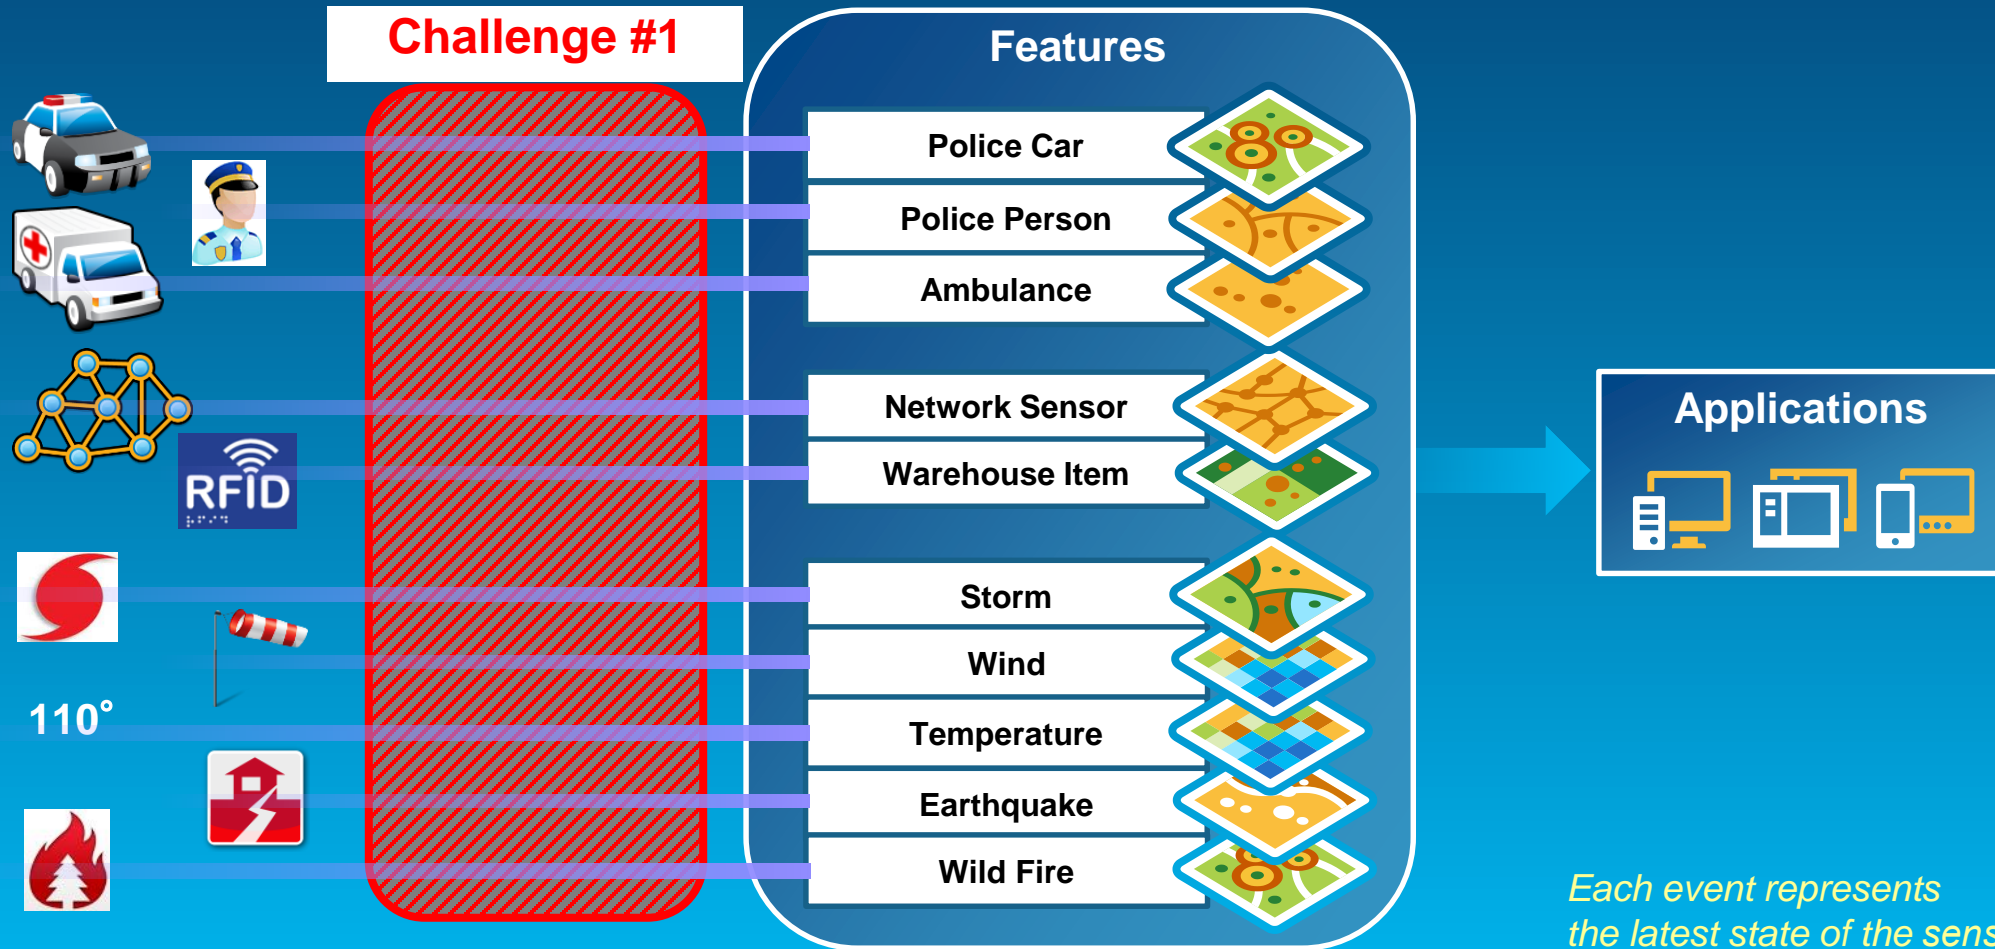 Challenge #1
Features
Police Car
Police Person
Ambulance
Network Sensor
Warehouse Item
RFID
Storm
Wind
110°
Temperature
Earthquake
Wild Fire
Applications
Each event represents
the latest state of the